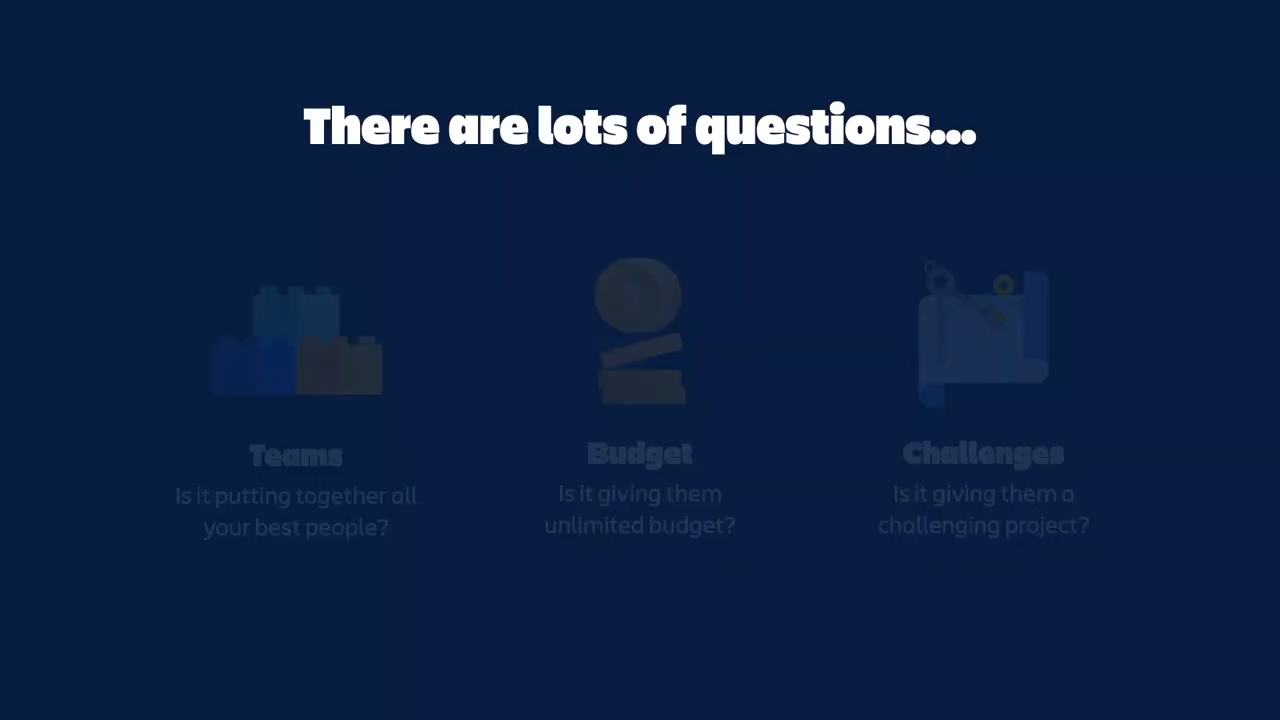 There are lots of questions...
Teams
Is it putting together all
your best people?
Budget
Is it giving them
unlimited budget?
Challenges
Is it giving them a
challenging project?